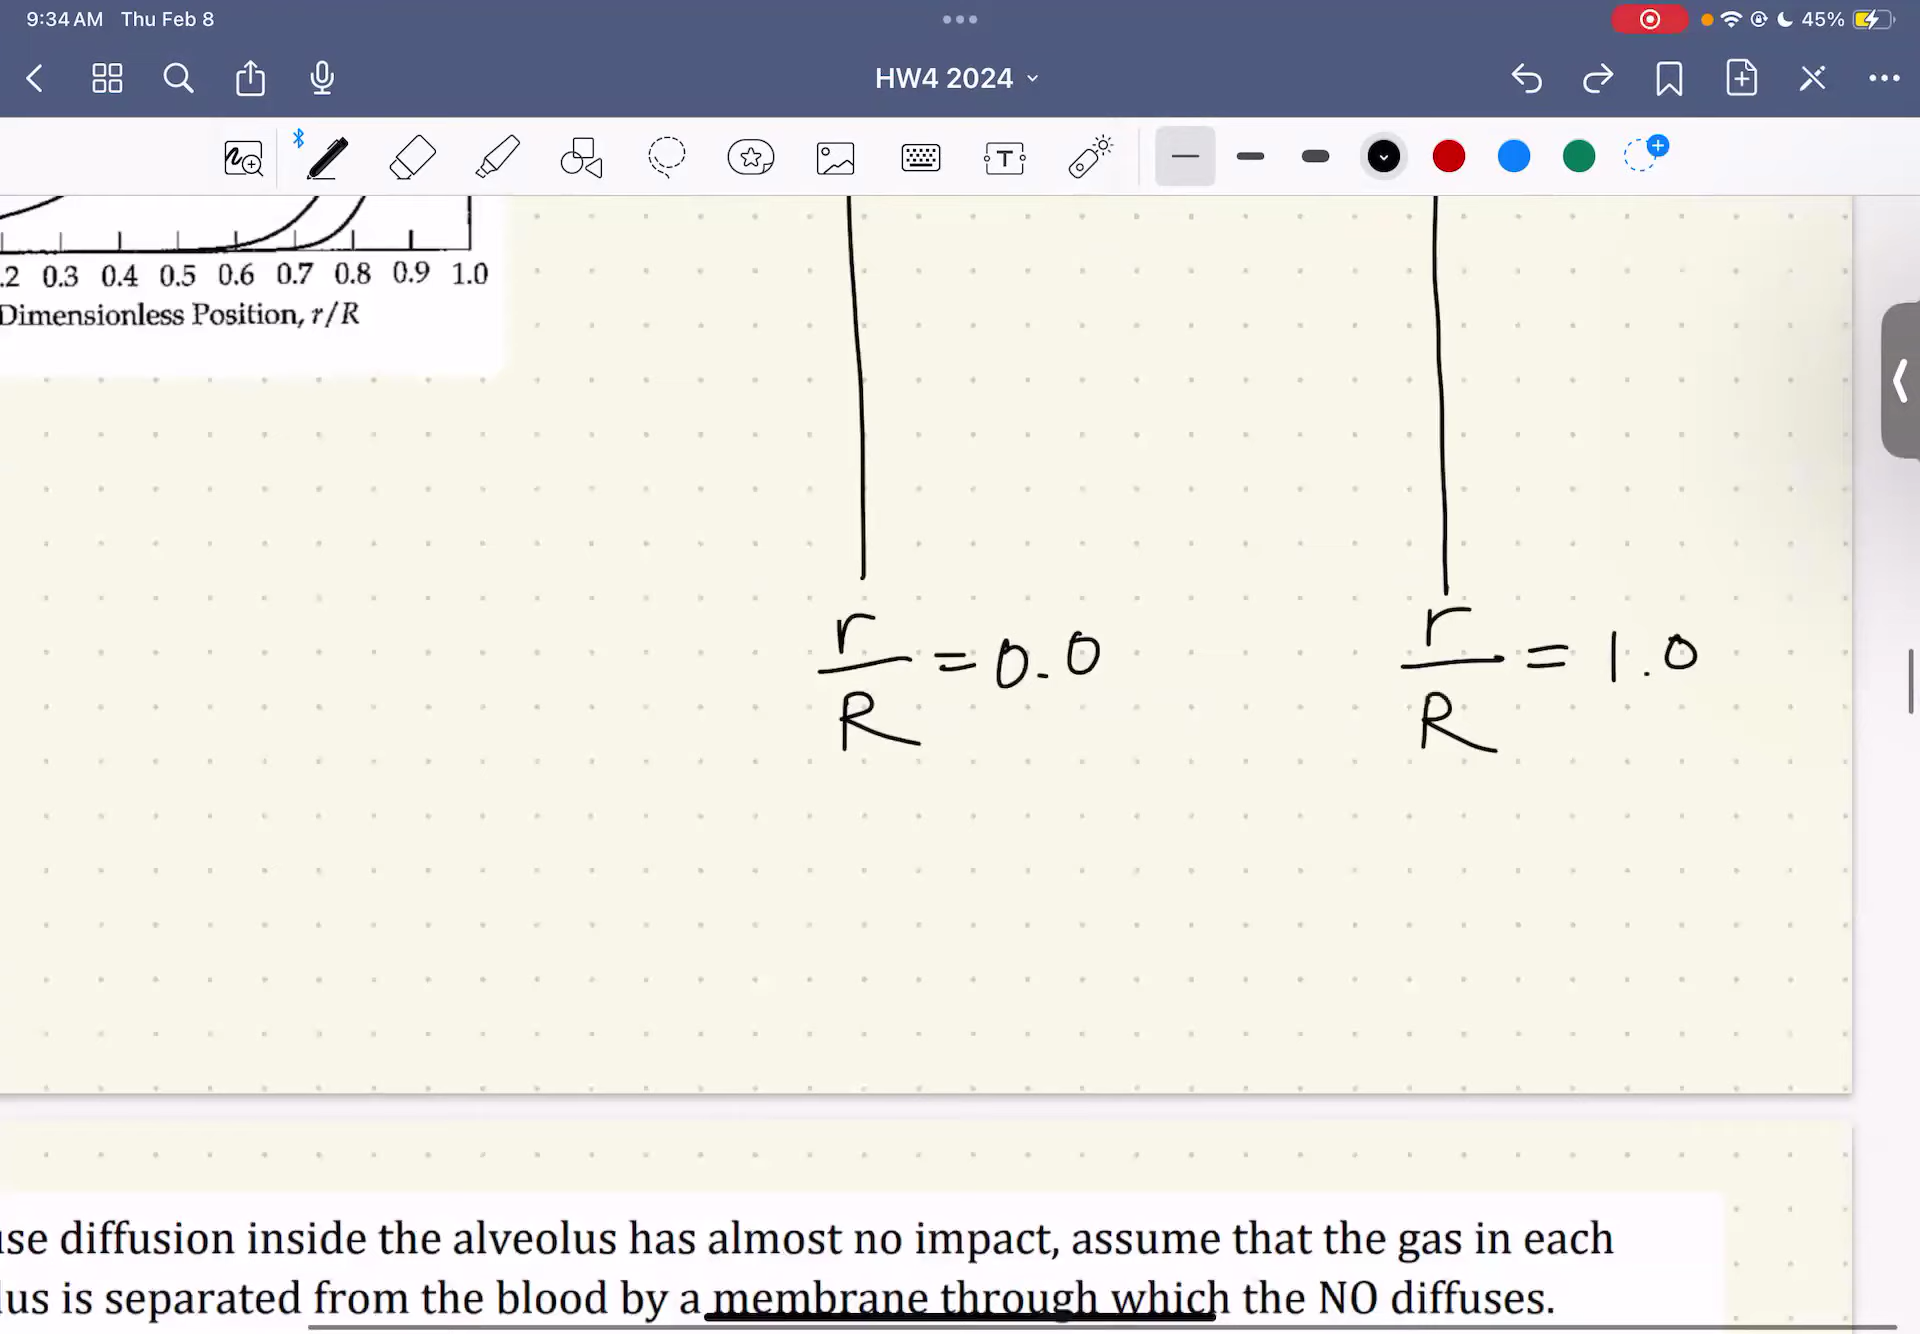 9:34 AM Thu Feb 8
45%
HW4 2024
T
.2 0.3 0.4 0.5 0.6 0.7 0.8 0.9 1.0
Dimensionless Position, r/R
r/R = 0.0
r/R = 1.0
se diffusion inside the alveolus has almost no impact, assume that the gas in each
lus is separated from the blood by a membrane through which the NO diffuses.